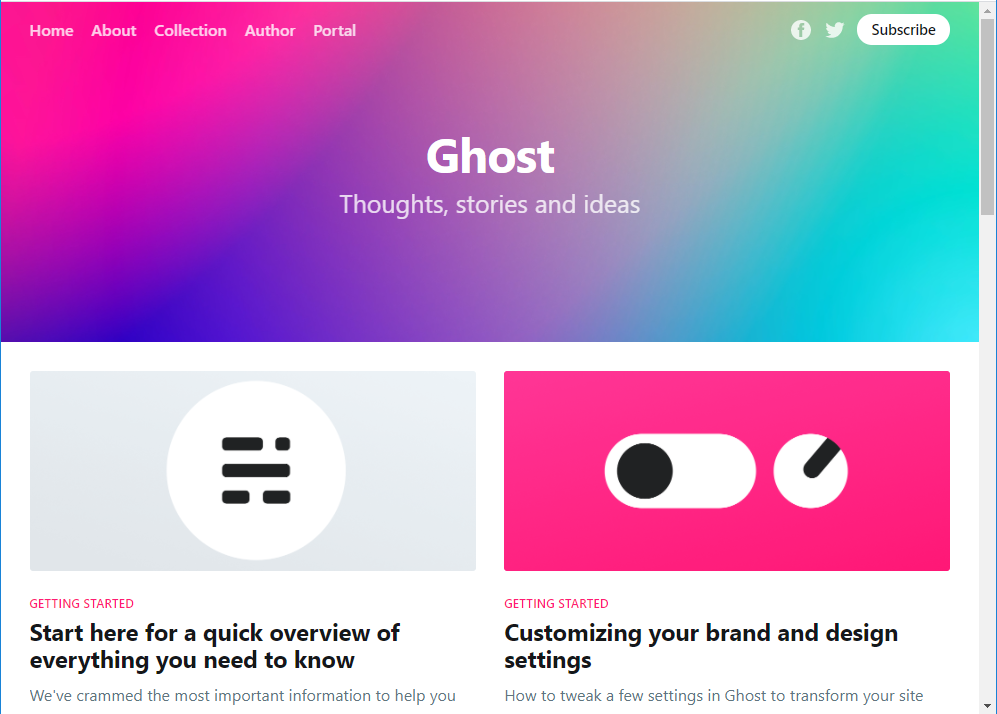 Home About Collection Author Portal Subscribe
Ghost
Thoughts, stories and ideas
GETTING STARTED
Start here for a quick overview of
everything you need to know
We've crammed the most important information to help you
GETTING STARTED
Customizing your brand and design
settings
How to tweak a few settings in Ghost to transform your site